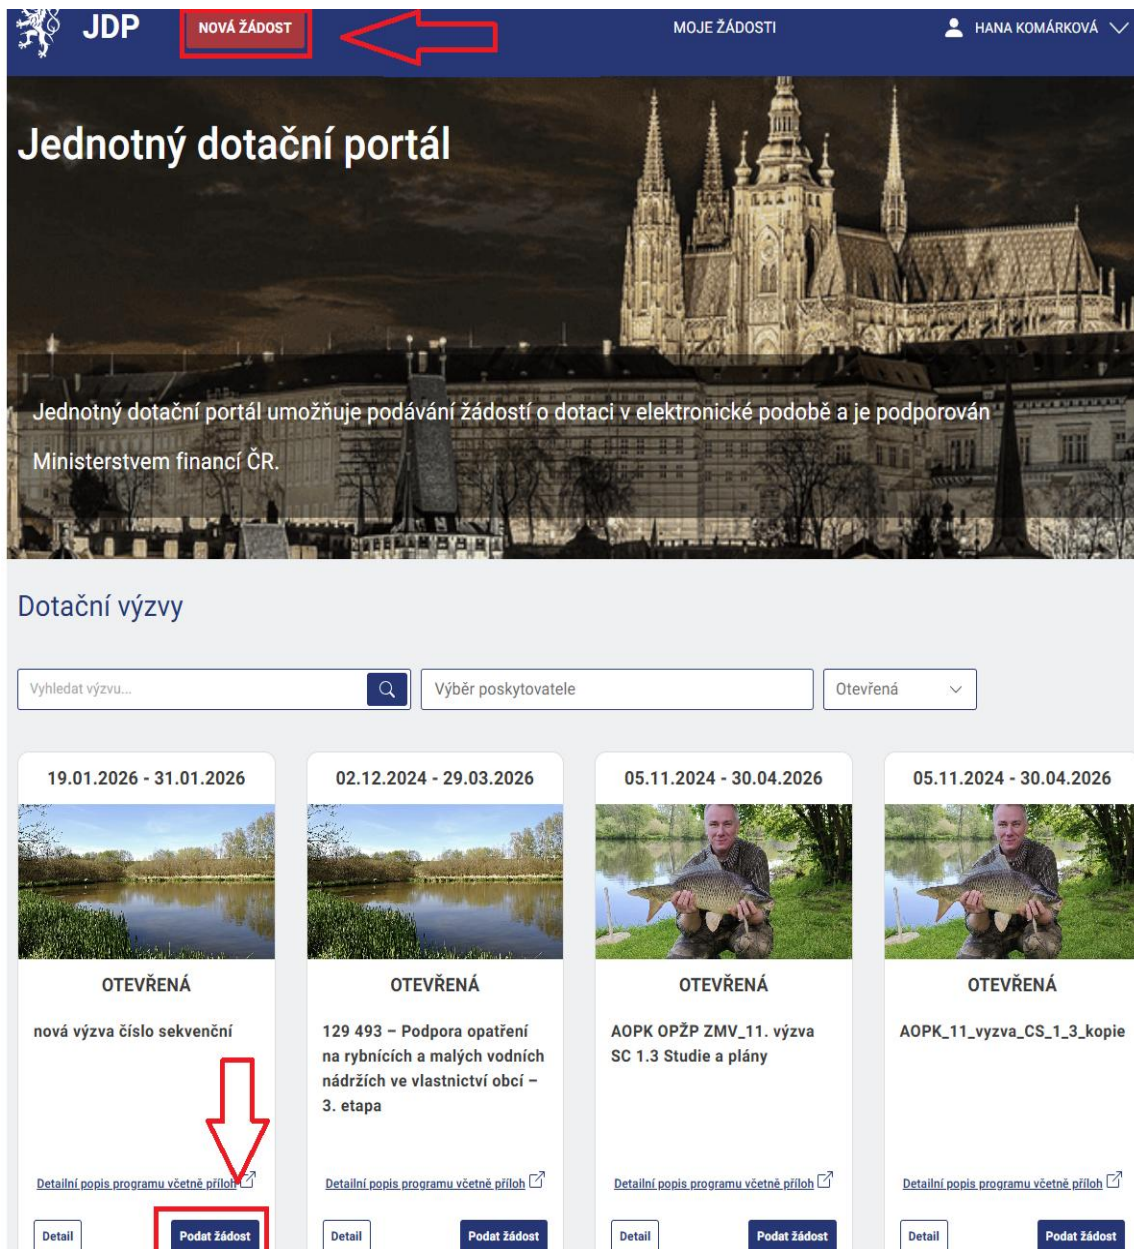 JDP
NOVÁ ŽÁDOST
MOJE ŽÁDOSTI
HANA KOMÁRKOVÁ
Jednotný dotační portál
Jednotný dotační portál umožňuje podávání žádostí o dotaci v elektronické podobě a je podporován
Ministerstvem financí ČR.
Dotační výzvy
Vyhledat výzvu...
Výběr poskytovatele
Otevřená
19.01.2026 - 31.01.2026
OTEVŘENÁ
nová výzva číslo sekvenční
Detailní popis programu včetně příloh
Detail
Podat žádost
02.12.2024 - 29.03.2026
OTEVŘENÁ
129 493 – Podpora opatření
na rybnících a malých vodních
nádržích ve vlastnictví obcí –
3. etapa
Detailní popis programu včetně příloh
Detail
Podat žádost
05.11.2024 - 30.04.2026
OTEVŘENÁ
AOPK OPŽP ZMV_11. výzva
SC 1.3 Studie a plány
Detailní popis programu včetně příloh
Detail
Podat žádost
05.11.2024 - 30.04.2026
OTEVŘENÁ
AOPK_11_vyzva_CS_1_3_kopie
Detailní popis programu včetně příloh
Detail
Podat žádost